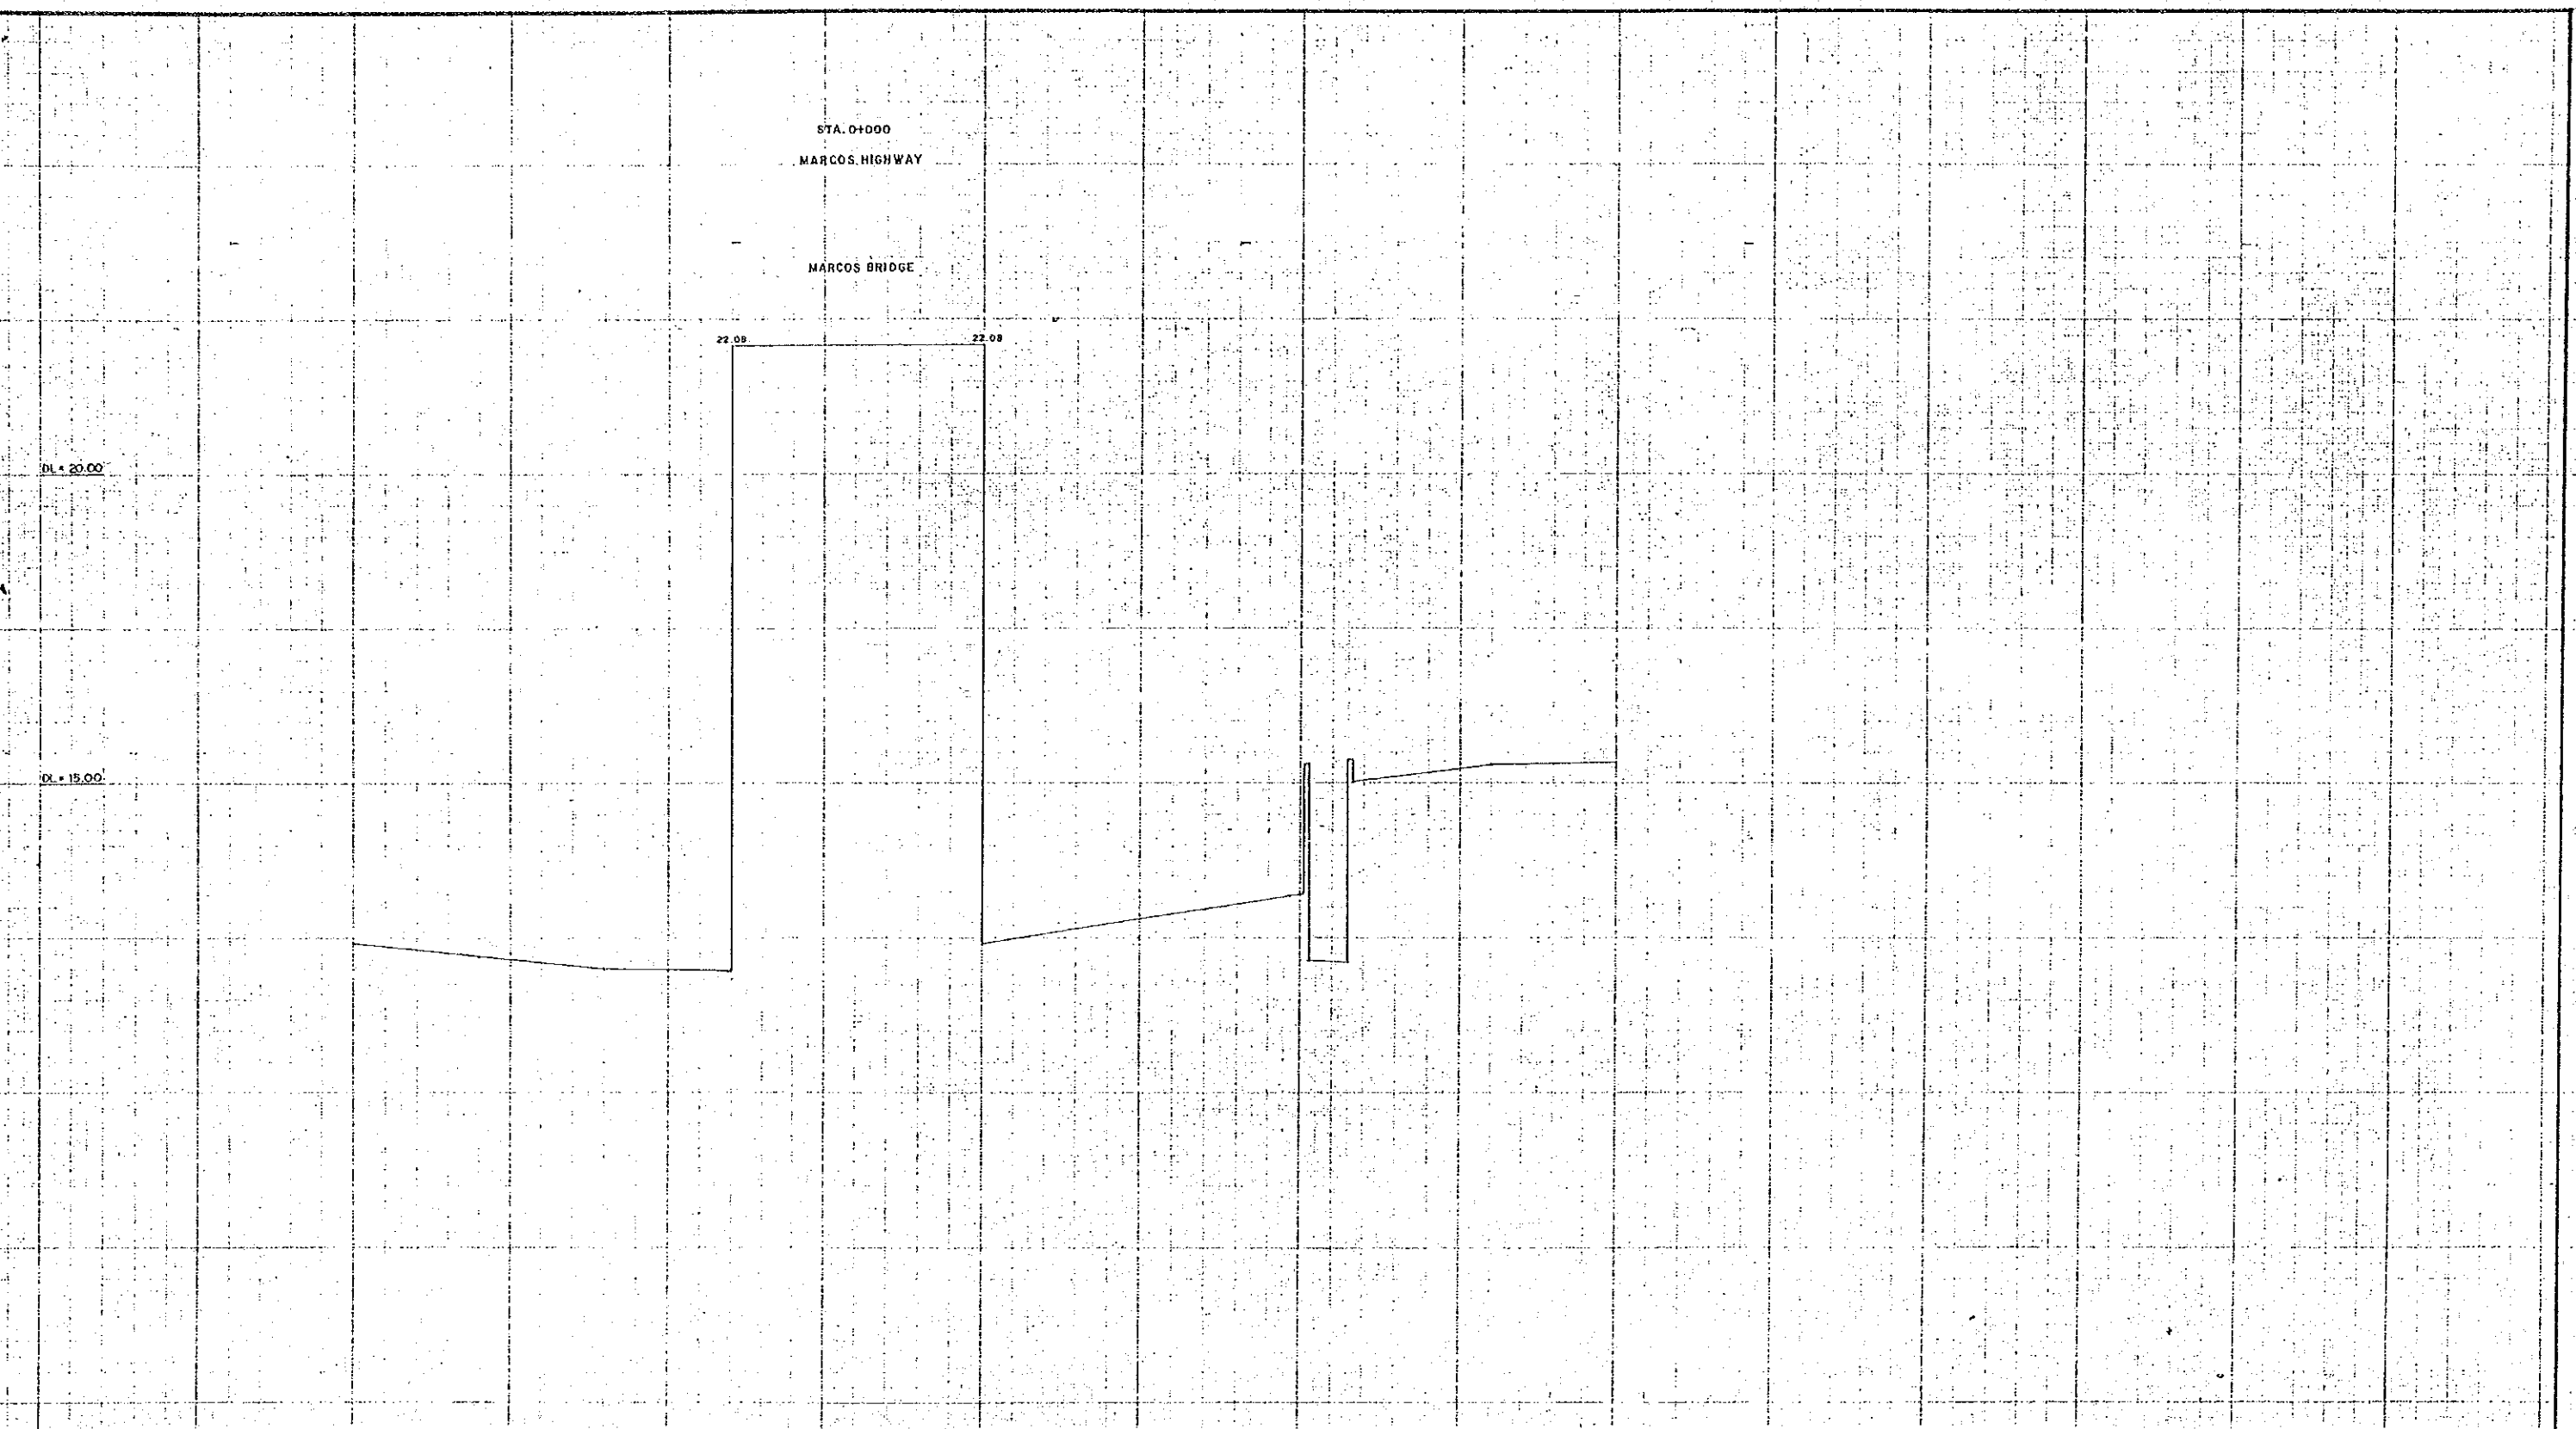 STA. 0+000
MARCOS HIGHWAY
MARCOS BRIDGE
22.08 22.08
DL = 20.00
DL = 15.00